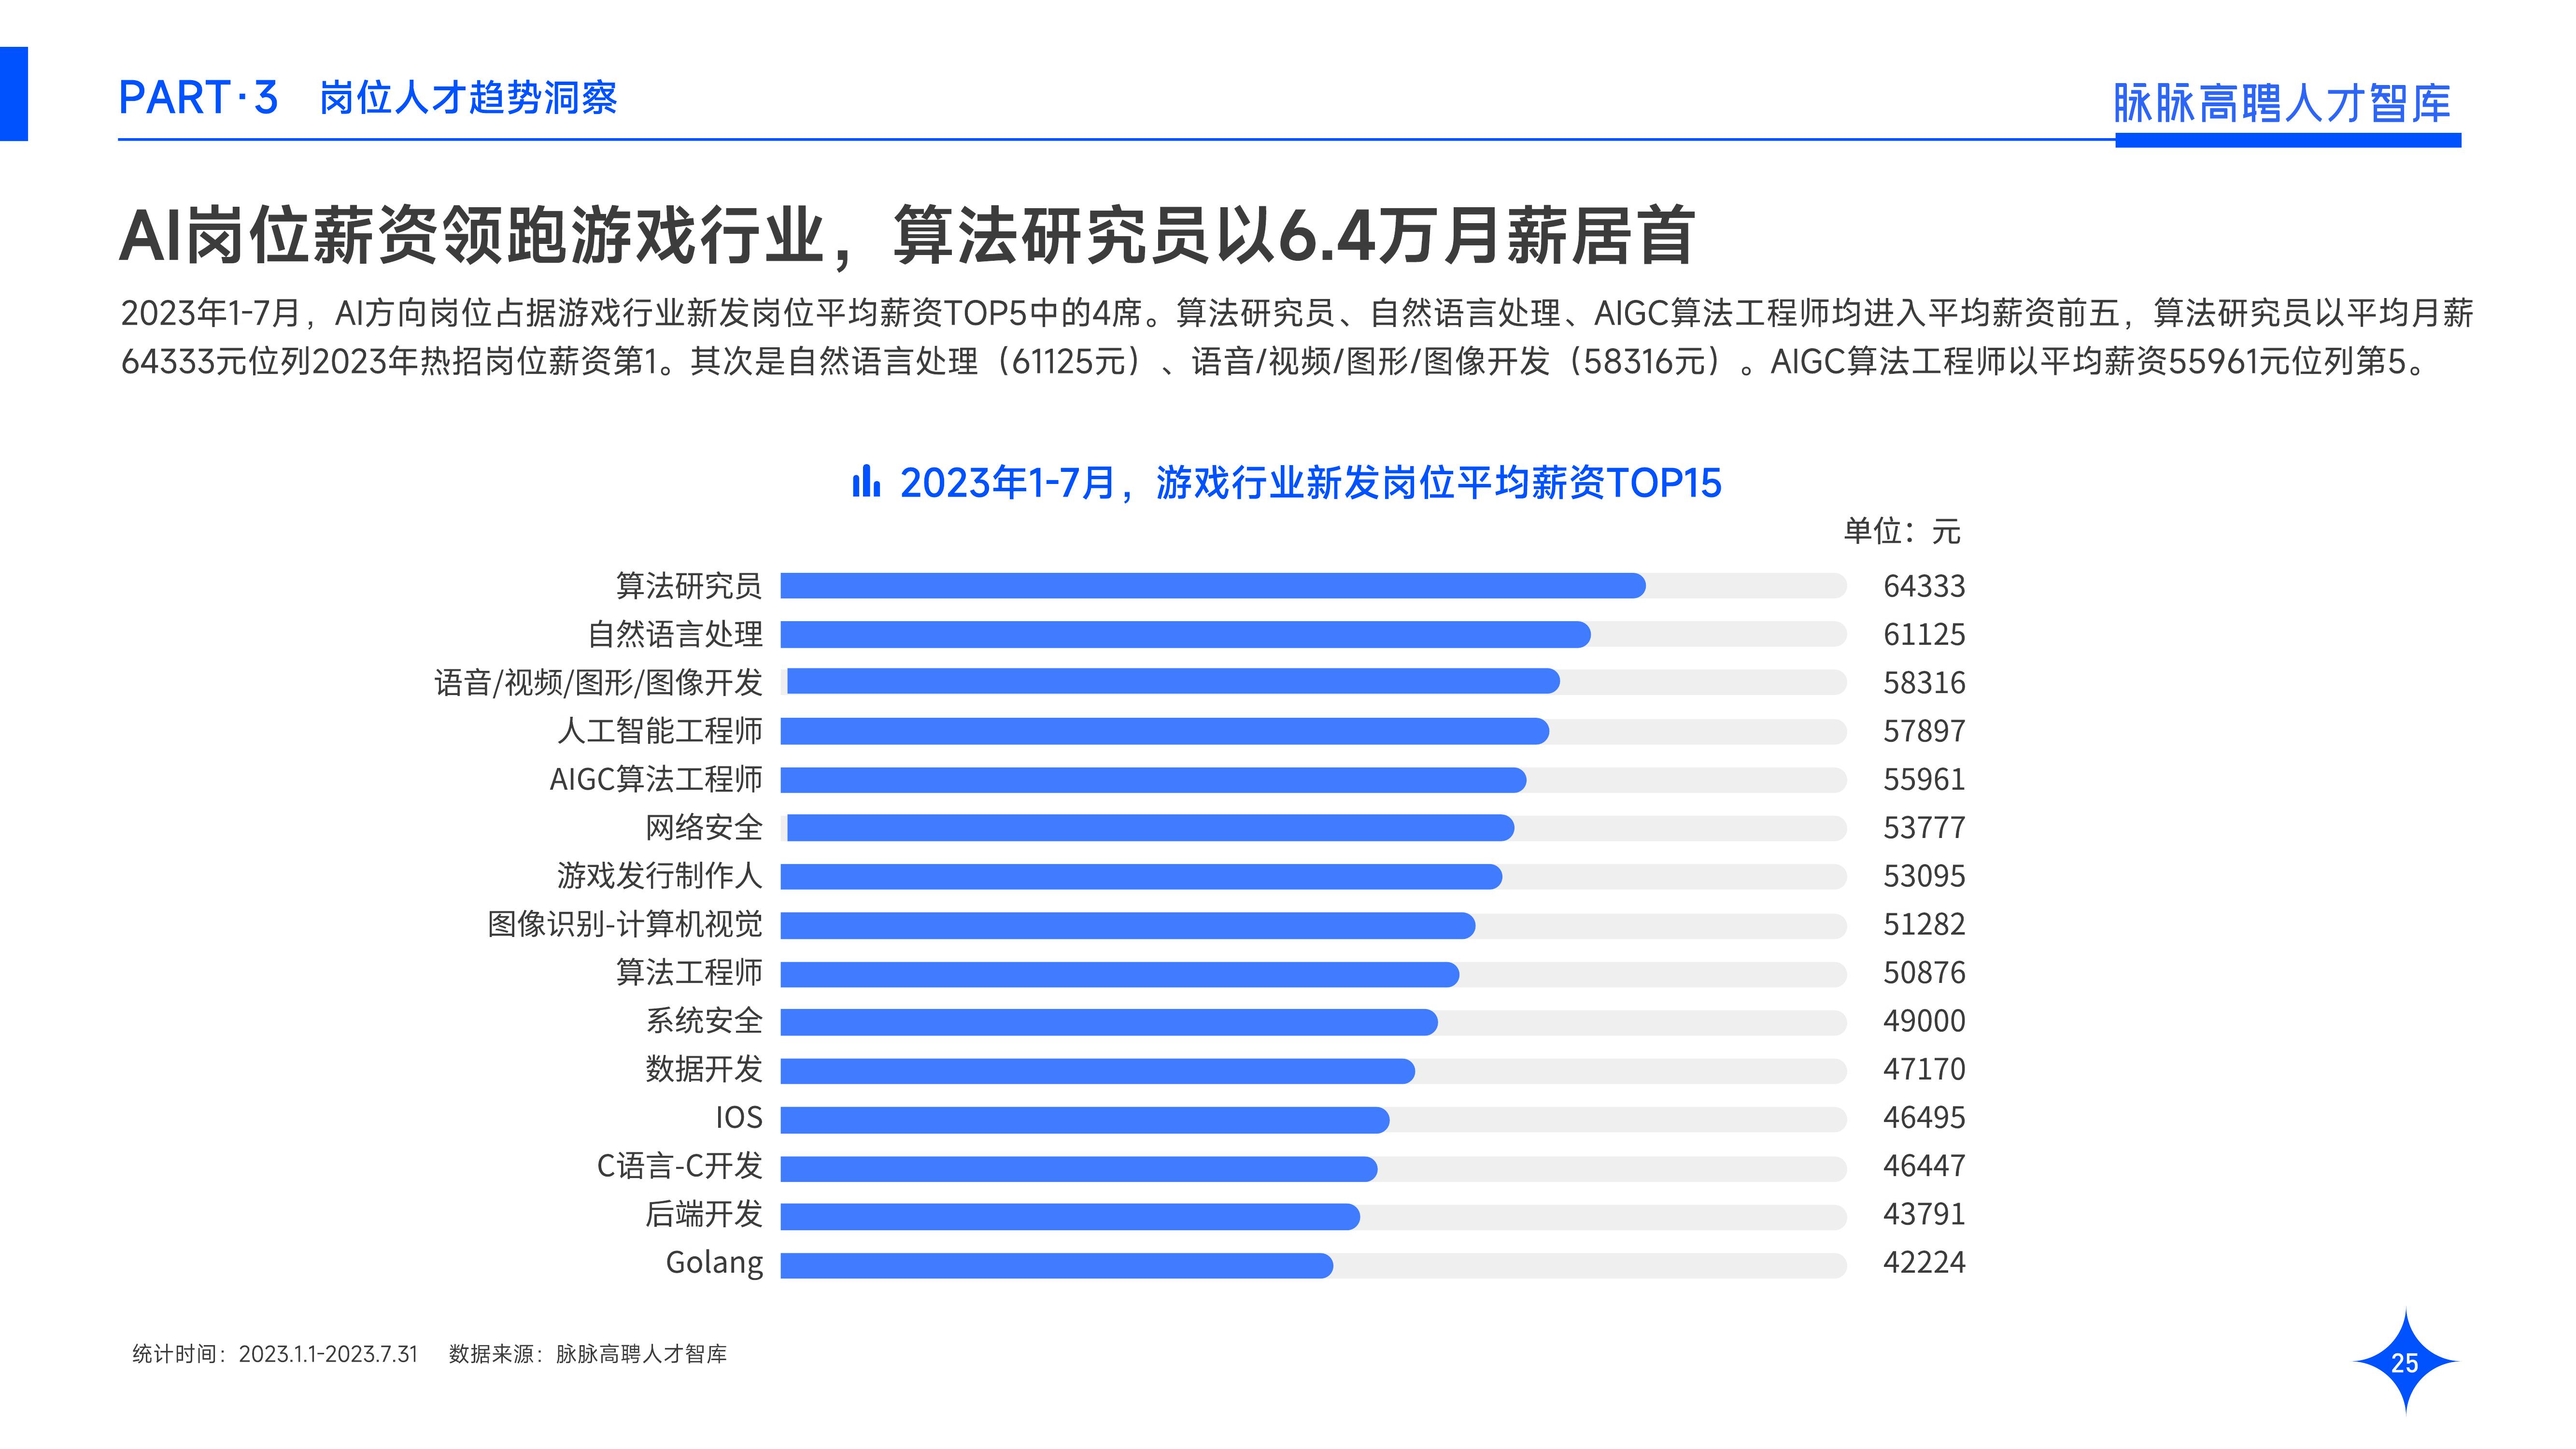 PART·3 岗位人才趋势洞察
脉脉高聘人才智库
AI岗位薪资领跑游戏行业，算法研究员以6.4万月薪居首
2023年1-7月，AI方向岗位占据游戏行业新发岗位平均薪资TOP5中的4席。算法研究员、自然语言处理、AIGC算法工程师均进入平均薪资前五，算法研究员以平均月薪
64333元位列2023年热招岗位薪资第1。其次是自然语言处理（61125元）、语音/视频/图形/图像开发（58316元）。AIGC算法工程师以平均薪资55961元位列第5。
2023年1-7月，游戏行业新发岗位平均薪资TOP15
单位：元
算法研究员 64333
自然语言处理 61125
语音/视频/图形/图像开发 58316
人工智能工程师 57897
AIGC算法工程师 55961
网络安全 53777
游戏发行制作人 53095
图像识别-计算机视觉 51282
算法工程师 50876
系统安全 49000
数据开发 47170
IOS 46495
C语言-C开发 46447
后端开发 43791
Golang 42224
统计时间：2023.1.1-2023.7.31 数据来源：脉脉高聘人才智库
25